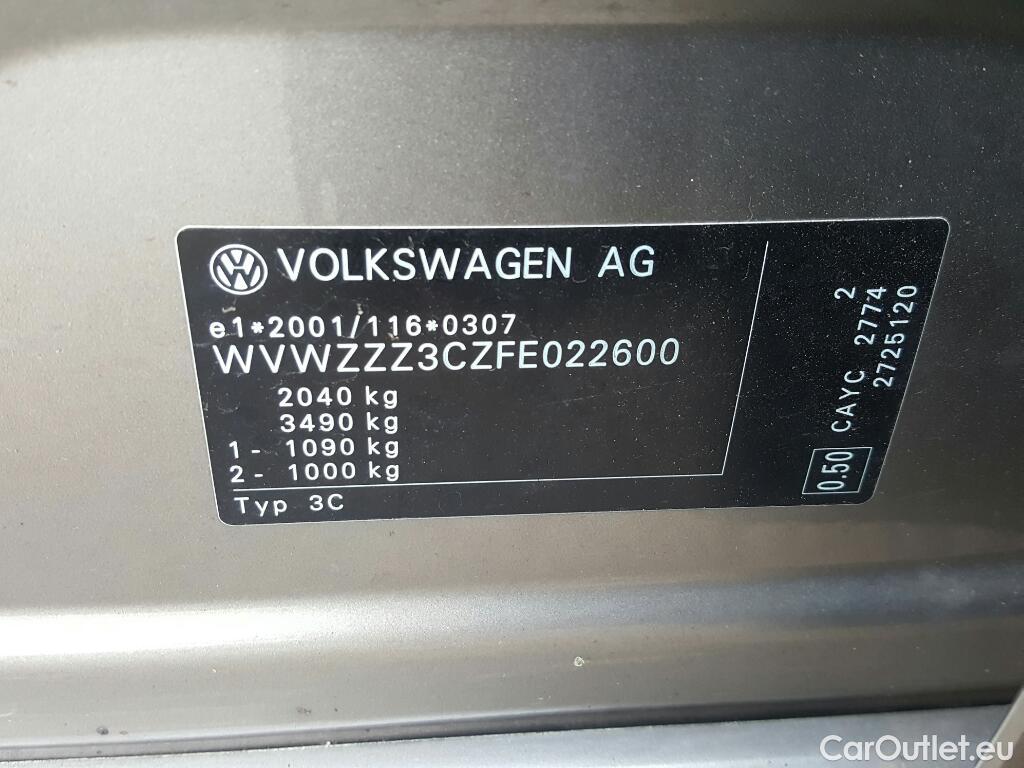 VOLKSWAGEN AG
e1*2001/116*0307
WVWZZZ3CZFE022600
2040 kg
3490 kg
1 - 1090 kg
2 - 1000 kg
Typ 3C
0.50 CAYC 2774 2
2725120
CarOutlet.eu